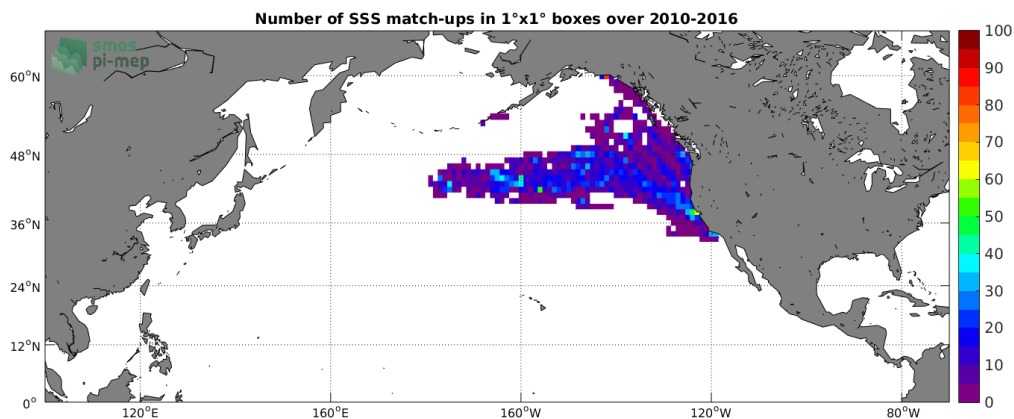 Number of SSS match-ups in 1°x1° boxes over 2010-2016
smos
pi-mep
60°N
48°N
36°N
24°N
12°N
0°
120°E
160°E
160°W
120°W
80°W
100
90
80
70
60
50
40
30
20
10
0